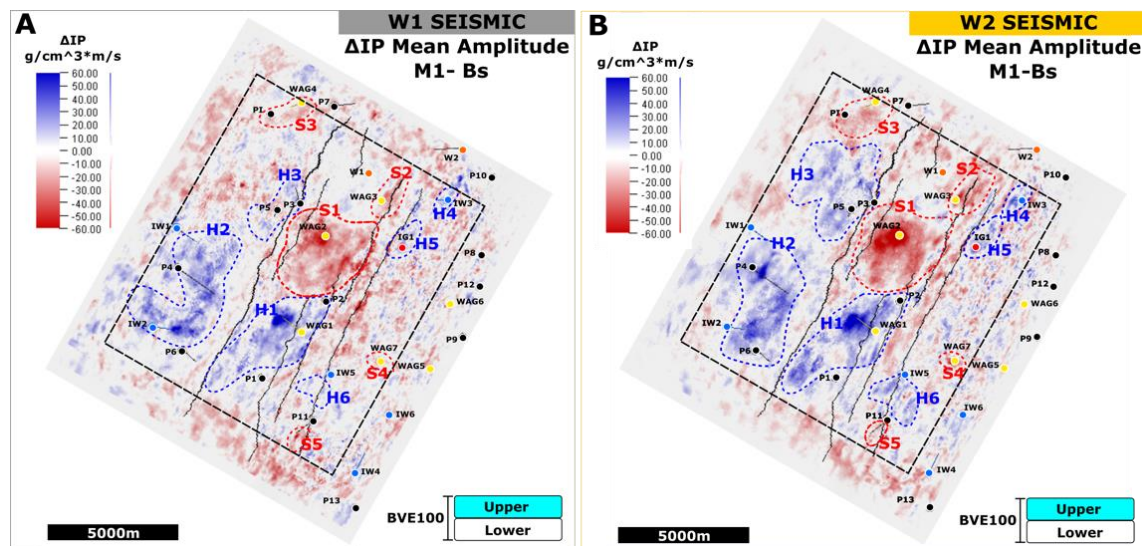 A
W1 SEISMIC
ΔIP Mean Amplitude
M1- Bs
ΔIP
g/cm^3*m/s
60.00
50.00
40.00
30.00
20.00
10.00
0.00
-10.00
-20.00
-30.00
-40.00
-50.00
-60.00
WAG4
P7
PI
S3
W2
P10
W1
H3
S2
WAG3
IW3
P5
P3
S1
H4
IW1
H2
WAG2
IG1
H5
P4
P8
P12
P2
WAG6
IW2
H1
WAG1
P9
P6
WAG7
P1
IW5
S4
WAG5
H6
P11
IW6
S5
IW4
P13
5000m
BVE100
Upper
Lower
B
W2 SEISMIC
ΔIP Mean Amplitude
M1-Bs
ΔIP
g/cm^3*m/s
60.00
50.00
40.00
30.00
20.00
10.00
0.00
-10.00
-20.00
-30.00
-40.00
-50.00
-60.00
WAG4
P7
PI
S3
W2
P10
W1
H3
S2
WAG3
IW3
P5
P3
S1
H4
IW1
H2
WAG2
IG1
H5
P4
P8
P12
P2
WAG6
IW2
H1
WAG1
P9
P6
WAG7
P1
IW5
S4
WAG5
H6
P11
IW6
S5
IW4
P13
5000m
BVE100
Upper
Lower